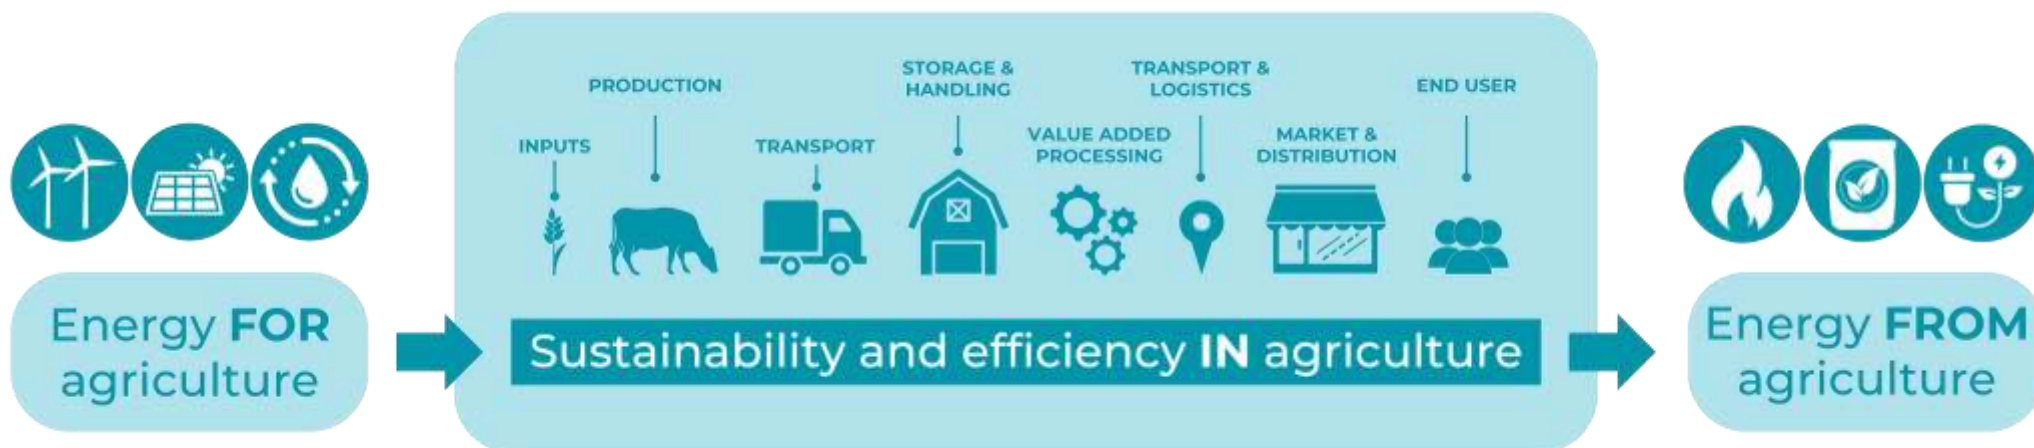 INPUTS
PRODUCTION
TRANSPORT
STORAGE &
HANDLING
VALUE ADDED
PROCESSING
TRANSPORT &
LOGISTICS
MARKET &
DISTRIBUTION
END USER
Energy FOR
agriculture
Sustainability and efficiency IN agriculture
Energy FROM
agriculture